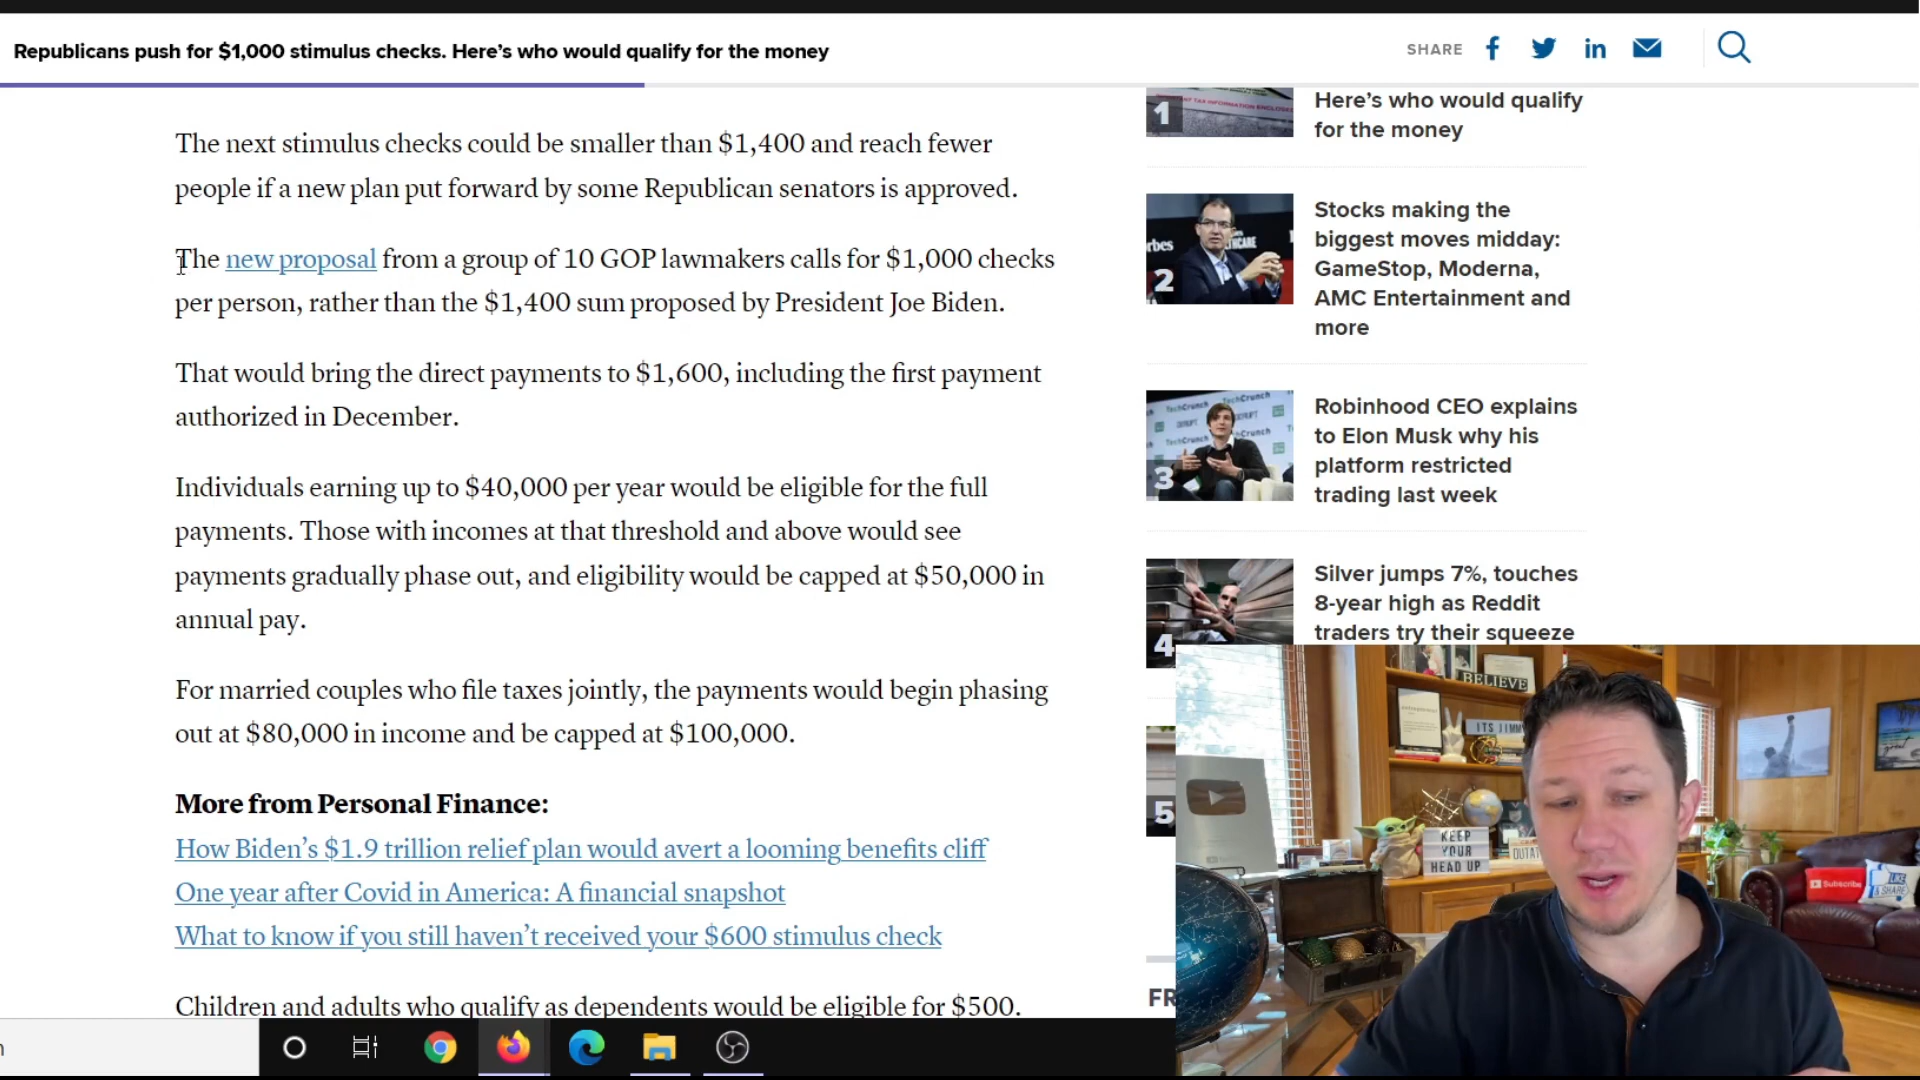 Republicans push for $1,000 stimulus checks. Here's who would qualify for the money
SHARE
The next stimulus checks could be smaller than $1,400 and reach fewer
people if a new plan put forward by some Republican senators is approved.
The new proposal from a group of 10 GOP lawmakers calls for $1,000 checks
per person, rather than the $1,400 sum proposed by President Joe Biden.
That would bring the direct payments to $1,600, including the first payment
authorized in December.
Individuals earning up to $40,000 per year would be eligible for the full
payments. Those with incomes at that threshold and above would see
payments gradually phase out, and eligibility would be capped at $50,000 in
annual pay.
For married couples who file taxes jointly, the payments would begin phasing
out at $80,000 in income and be capped at $100,000.
More from Personal Finance:
How Biden's $1.9 trillion relief plan would avert a looming benefits cliff
One year after Covid in America: A financial snapshot
What to know if you still haven't received your $600 stimulus check
Children and adults who qualify as dependents would be eligible for $500.
TAX INFORMATION ENCLOSED
1
Here's who would qualify
for the money
2
Stocks making the
biggest moves midday:
GameStop, Moderna,
AMC Entertainment and
more
TechCrunch
TechCrunch
3
Robinhood CEO explains
to Elon Musk why his
platform restricted
trading last week
4
Silver jumps 7%, touches
8-year high as Reddit
traders try their squeeze
5
FR
BELIEVE
ITS JIMM
KEEP
YOUR
HEAD UP
OUTA
Subscribe
LIKE
& SHARE